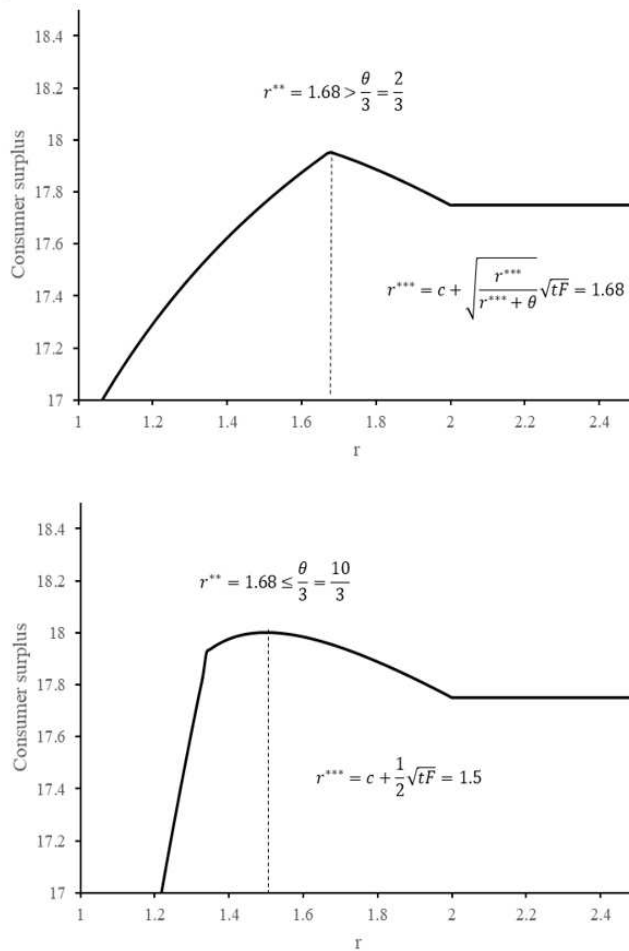 18.4
18.2
18
17.8
17.6
17.4
17.2
17
Consumer surplus
r** = 1.68 > θ/3 = 2/3
r*** = c + √(r***/(r*** + θ)) √tF = 1.68
1 1.2 1.4 1.6 1.8 2 2.2 2.4
r
18.4
18.2
18
17.8
17.6
17.4
17.2
17
Consumer surplus
r** = 1.68 ≤ θ/3 = 10/3
r*** = c + 1/2 √tF = 1.5
1 1.2 1.4 1.6 1.8 2 2.2 2.4
r